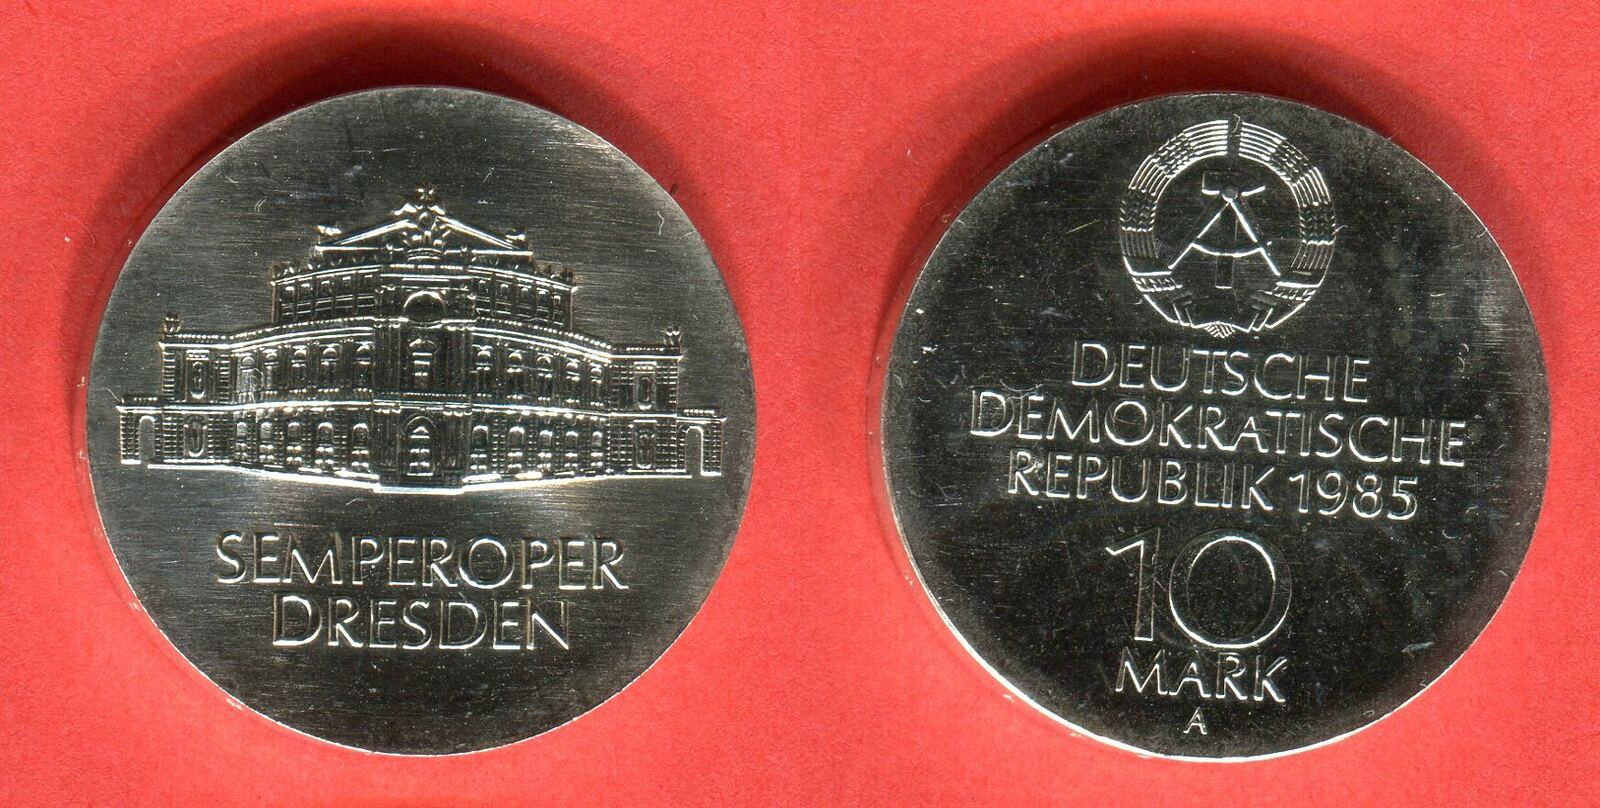 SEMPEROPER
DRESDEN
DEUTSCHE
DEMOKRATISCHE
REPUBLIK 1985
10
MARK
A